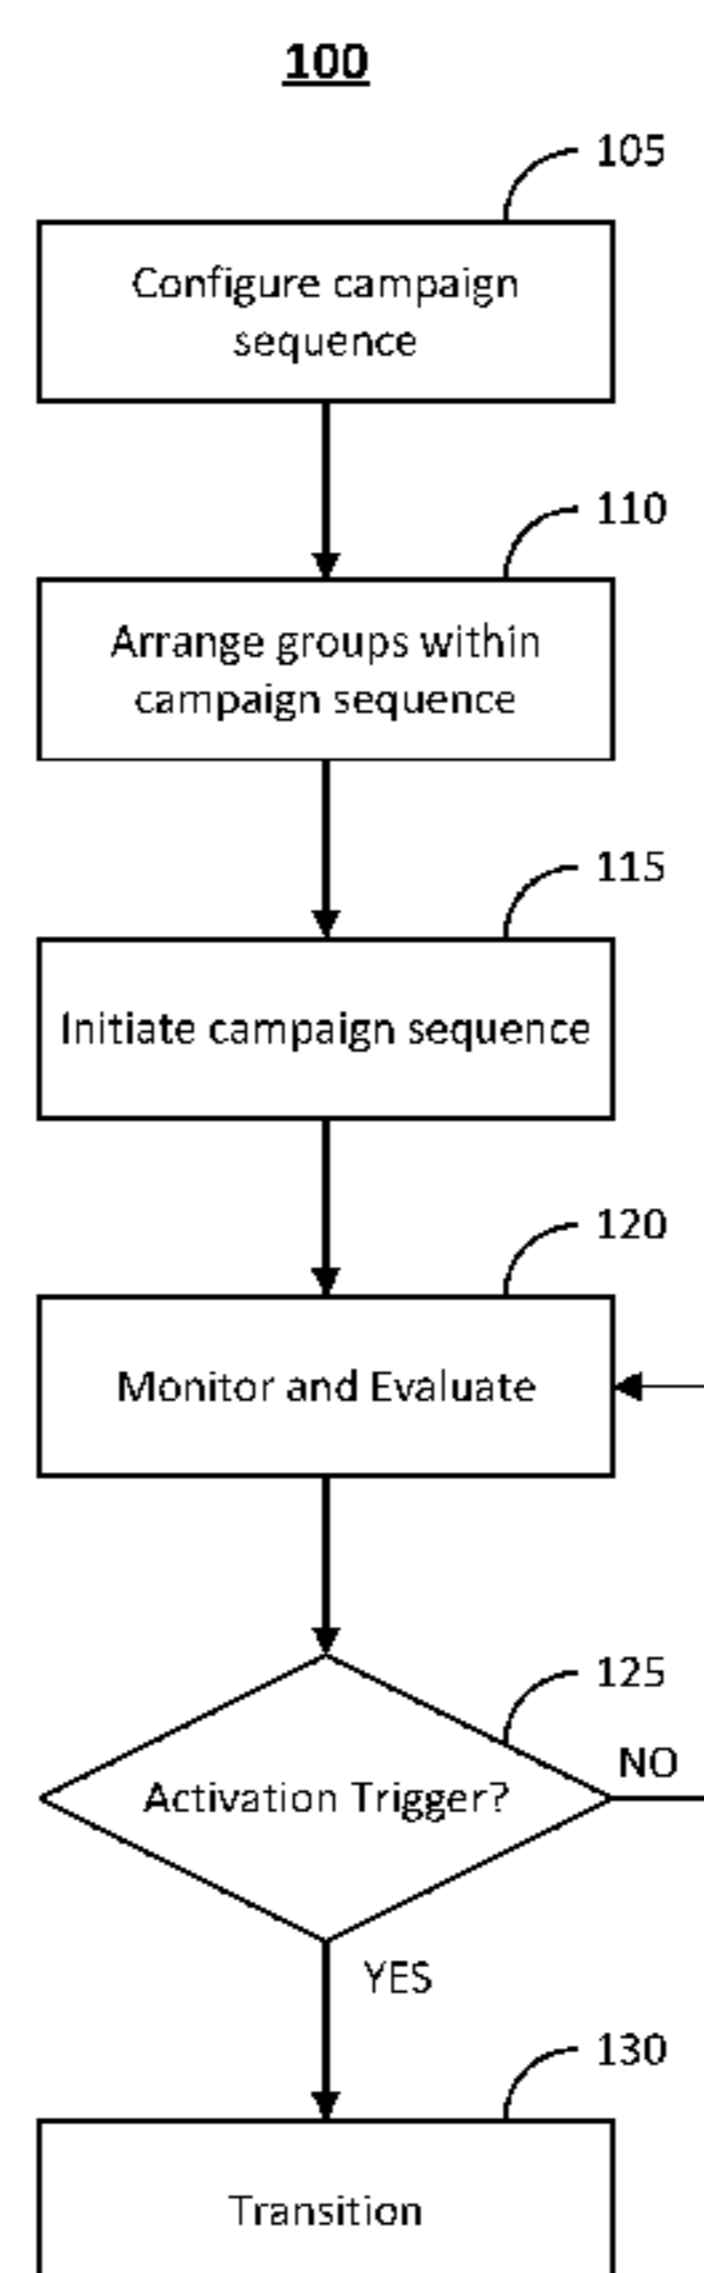 100
105
Configure campaign
sequence
110
Arrange groups within
campaign sequence
115
Initiate campaign sequence
120
Monitor and Evaluate
125
NO
Activation Trigger?
YES
130
Transition